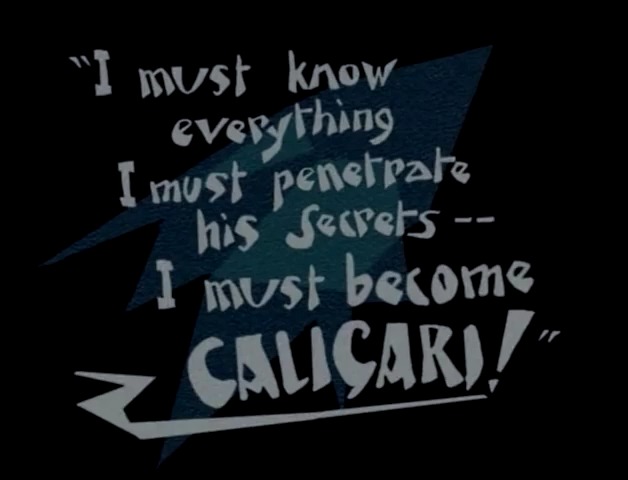 "I must know
everything
I must penetrate
his secrets --
I must become
CALIGARI!"